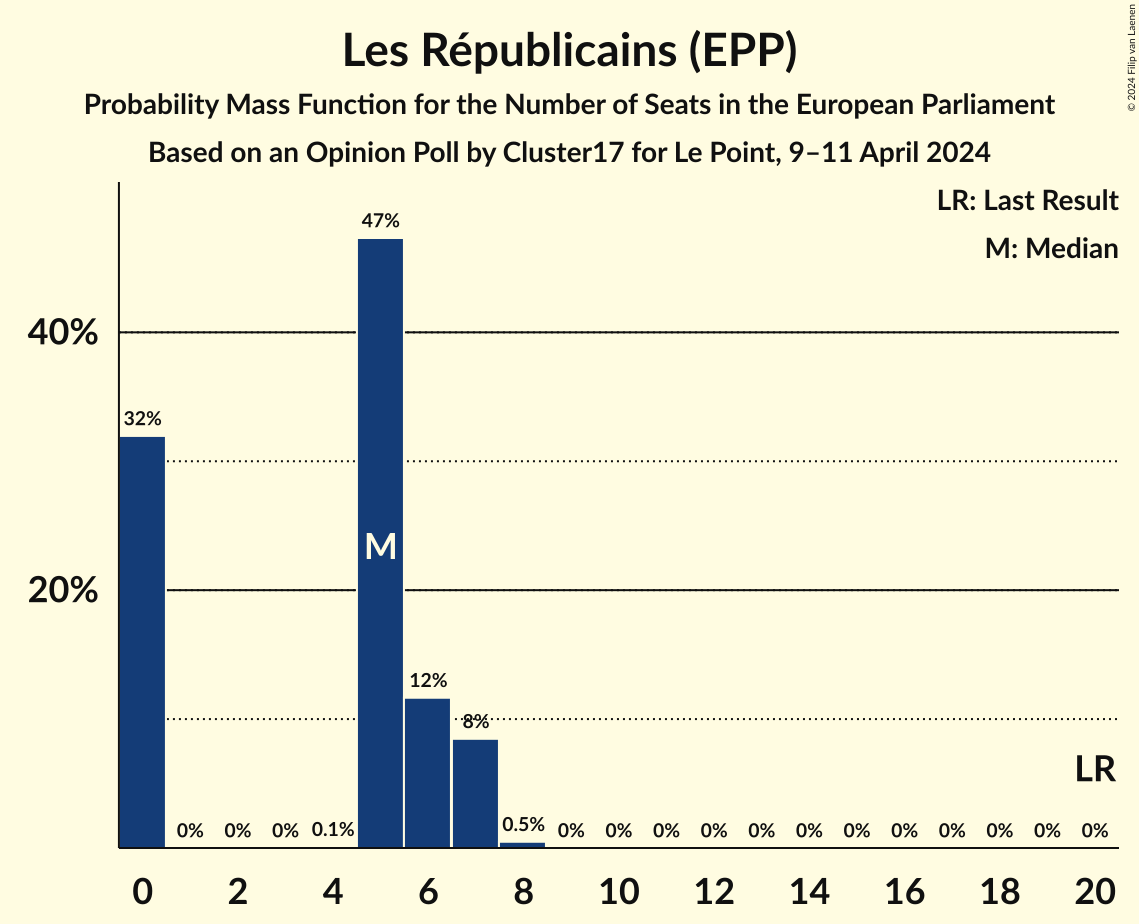 Les Républicains (EPP)
Probability Mass Function for the Number of Seats in the European Parliament
Based on an Opinion Poll by Cluster17 for Le Point, 9–11 April 2024
© 2024 Filip van Laenen
LR: Last Result
M: Median
47%
40%
32%
M
20%
12%
8%
LR
0% 0% 0% 0.1% 0.5% 0% 0% 0% 0% 0% 0% 0% 0% 0% 0% 0% 0%
0 2 4 6 8 10 12 14 16 18 20